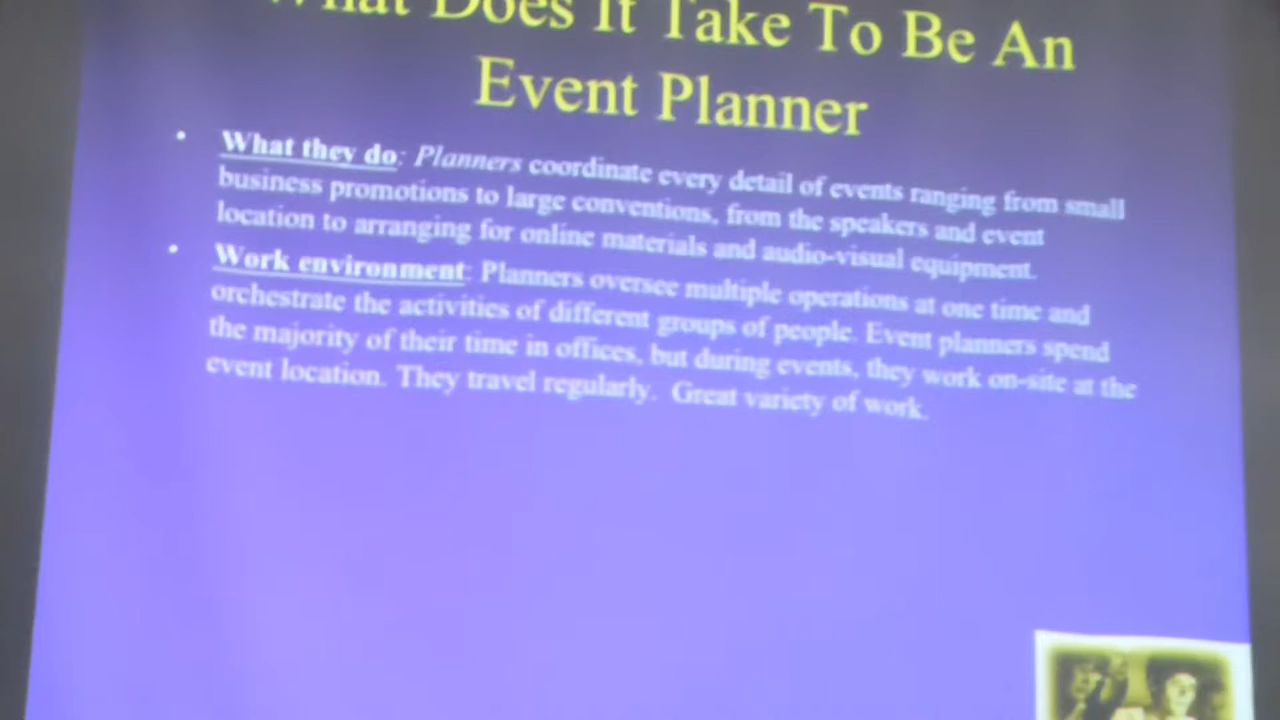 What Does It Take To Be An
Event Planner
• What they do: Planners coordinate every detail of events ranging from small
business promotions to large conventions, from the speakers and event
location to arranging for online materials and audio-visual equipment.
• Work environment: Planners oversee multiple operations at one time and
orchestrate the activities of different groups of people. Event planners spend
the majority of their time in offices, but during events, they work on-site at the
event location. They travel regularly. Great variety of work.